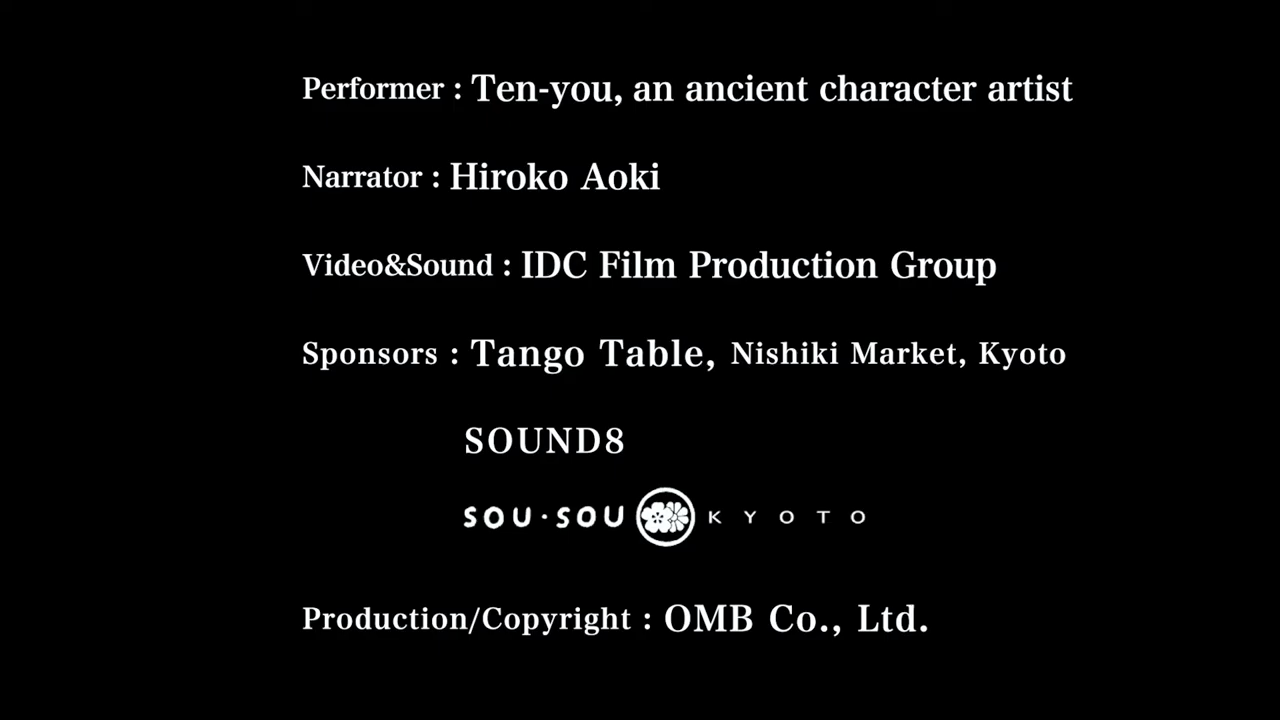 Performer : Ten-you, an ancient character artist
Narrator : Hiroko Aoki
Video&Sound : IDC Film Production Group
Sponsors : Tango Table, Nishiki Market, Kyoto
SOUND8
SOU・SOU KYOTO
Production/Copyright : OMB Co., Ltd.